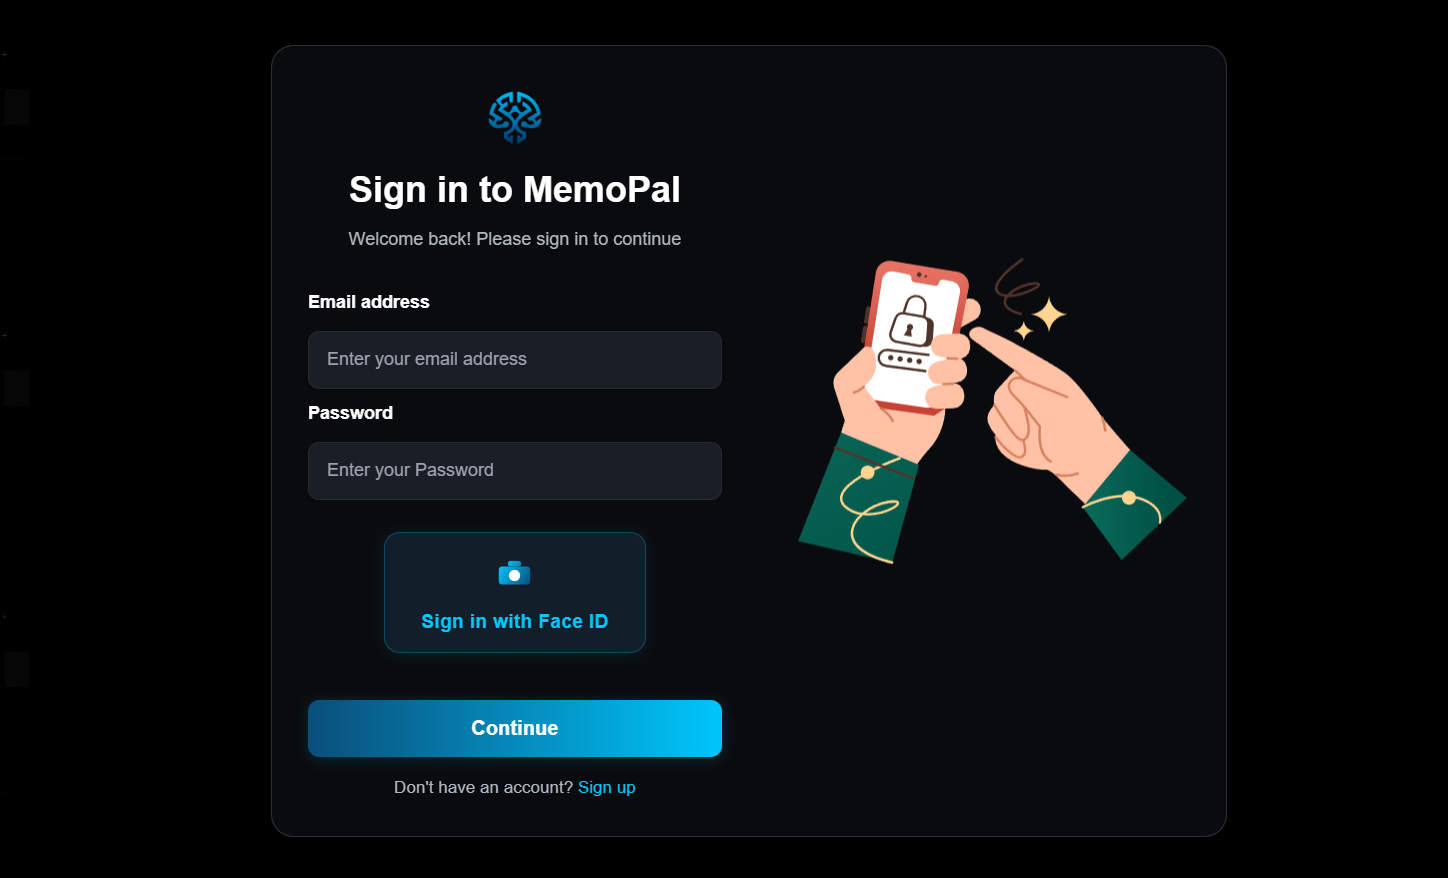 Sign in to MemoPal
Welcome back! Please sign in to continue
Email address
Enter your email address
Password
Enter your Password
Sign in with Face ID
Continue
Don't have an account? Sign up